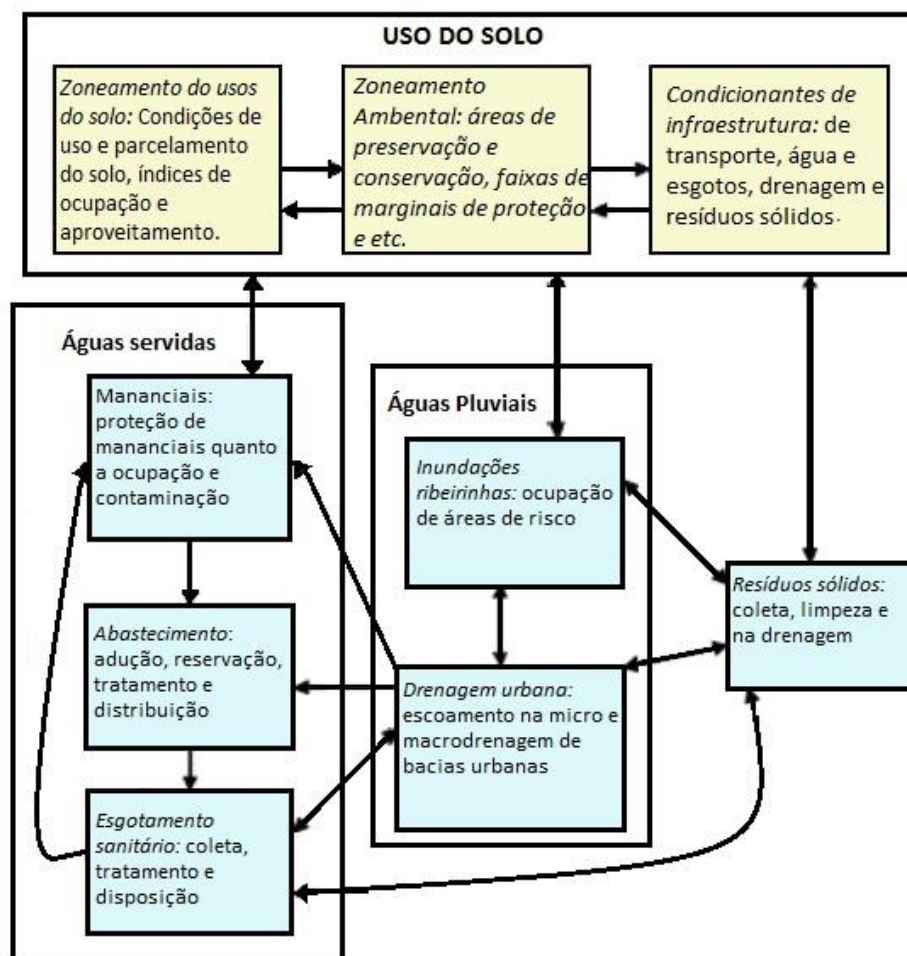 USO DO SOLO
Zoneamento do usos
do solo: Condições de
uso e parcelamento
do solo, índices de
ocupação e
aproveitamento.
Zoneamento
Ambiental: áreas de
preservação e
conservação, faixas de
marginais de proteção
e etc.
Condicionantes de
infraestrutura: de
transporte, água e
esgotos, drenagem e
resíduos sólidos.
Águas servidas
Mananciais:
proteção de
mananciais quanto
a ocupação e
contaminação
Abastecimento:
adução, reservação,
tratamento e
distribuição
Esgotamento
sanitário: coleta,
tratamento e
disposição
Águas Pluviais
Inundações
ribeirinhas: ocupação
de áreas de risco
Drenagem urbana:
escoamento na micro e
macrodrenagem de
bacias urbanas
Resíduos sólidos:
coleta, limpeza e
na drenagem